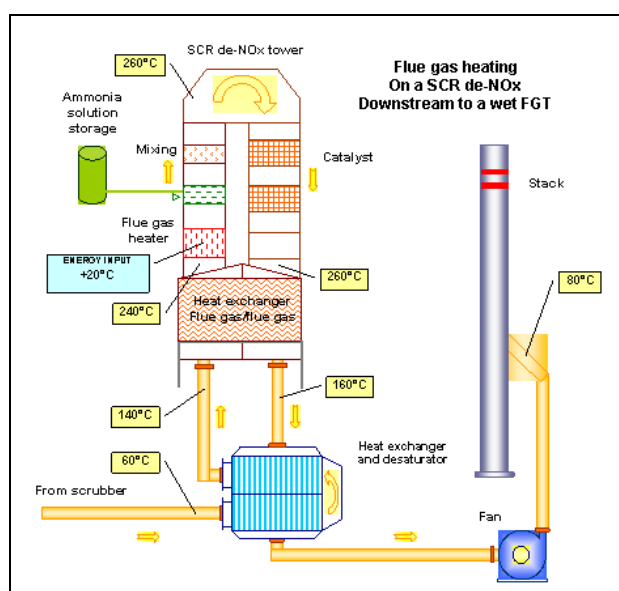 SCR de-NOx tower
260°C
Flue gas heating
On a SCR de-NOx
Downstream to a wet FGT
Ammonia
solution
storage
Mixing
Catalyst
Stack
Flue gas
heater
ENERGY INPUT
+20°C
260°C
80°C
240°C
Heat exchanger
Flue gas/flue gas
140°C
160°C
Heat exchanger
and desaturator
60°C
From scrubber
Fan